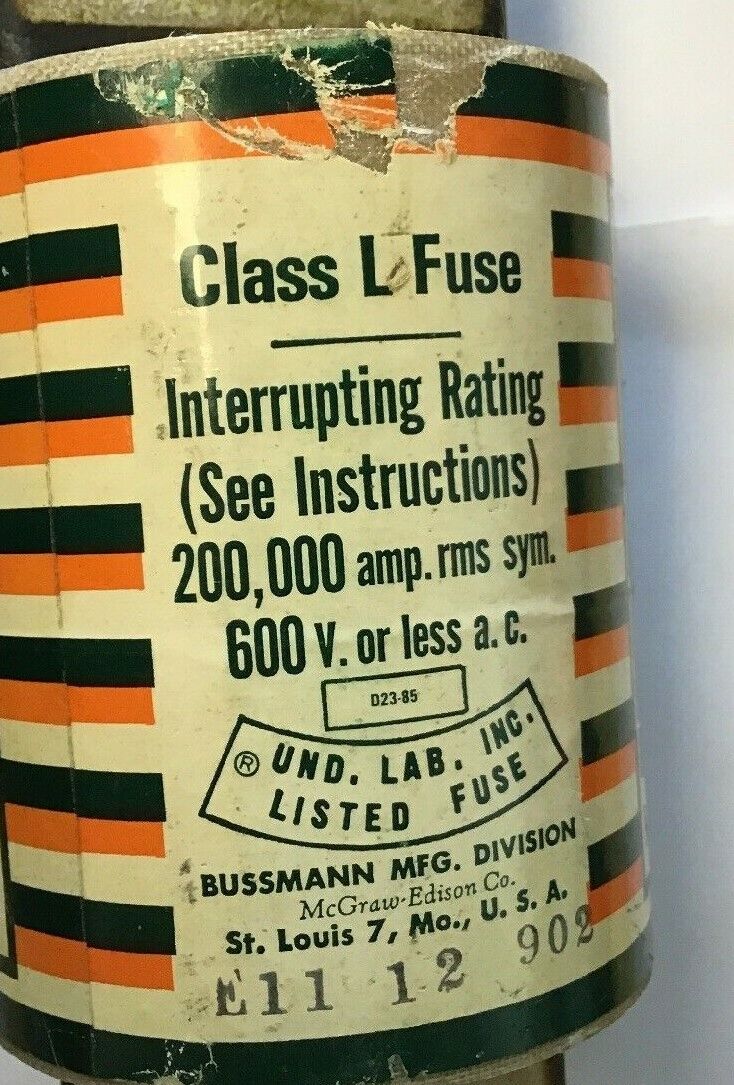 Class L Fuse
Interrupting Rating
(See Instructions)
200,000 amp. rms sym.
600 V. or less a. c.
D23-85
® UND. LAB. INC.
LISTED FUSE
BUSSMANN MFG. DIVISION
McGraw-Edison Co.
St. Louis 7, Mo., U. S. A.
E11 12 902